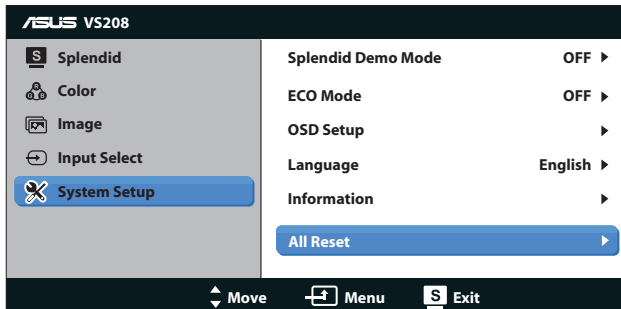 ASUS VS208
S Splendid
Color
Image
Input Select
System Setup
Splendid Demo Mode OFF
ECO Mode OFF
OSD Setup
Language English
Information
All Reset
Move Menu S Exit